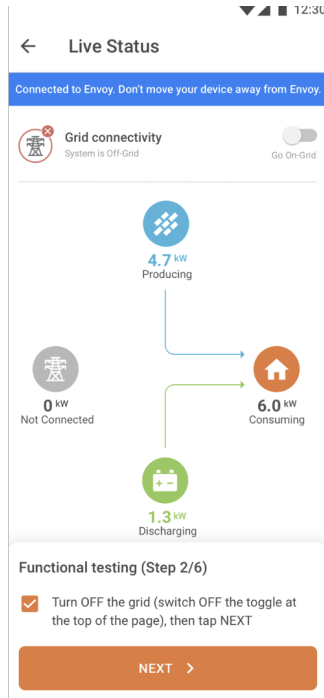 12:30
Live Status
Connected to Envoy. Don't move your device away from Envoy.
Grid connectivity
System is Off-Grid
Go On-Grid
4.7 kW
Producing
0 kW
Not Connected
6.0 kW
Consuming
1.3 kW
Discharging
Functional testing (Step 2/6)
Turn OFF the grid (switch OFF the toggle at
the top of the page), then tap NEXT
NEXT